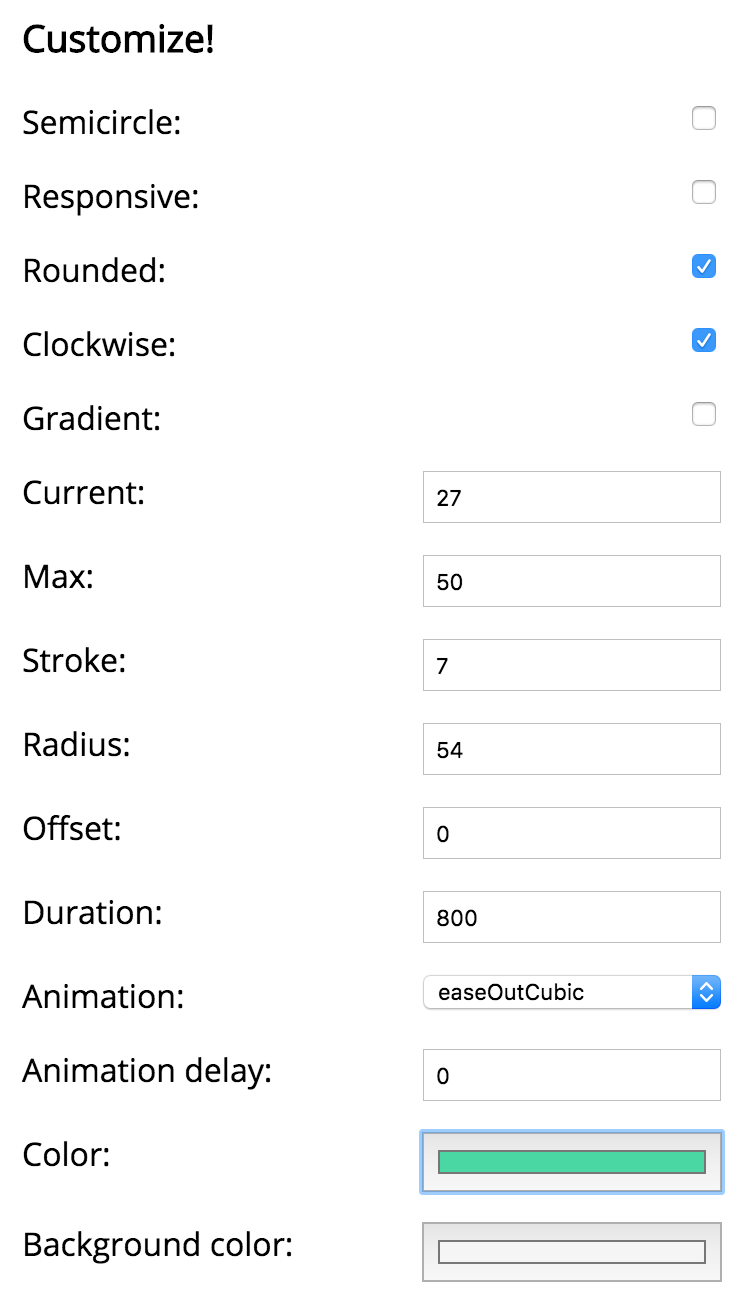 Customize!
Semicircle:
Responsive:
Rounded:
Clockwise:
Gradient:
Current: 27
Max: 50
Stroke: 7
Radius: 54
Offset: 0
Duration: 800
Animation: easeOutCubic
Animation delay: 0
Color:
Background color: